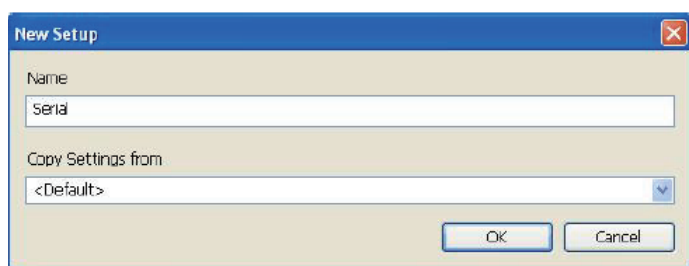 New Setup
Name
Serial
Copy Settings from
<Default>
OK Cancel